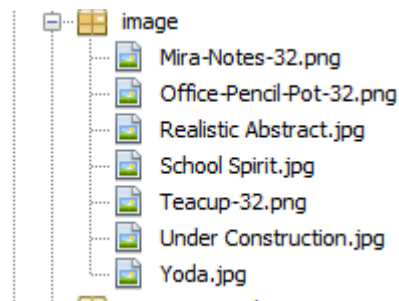 image
Mira-Notes-32.png
Office-Pencil-Pot-32.png
Realistic Abstract.jpg
School Spirit.jpg
Teacup-32.png
Under Construction.jpg
Yoda.jpg